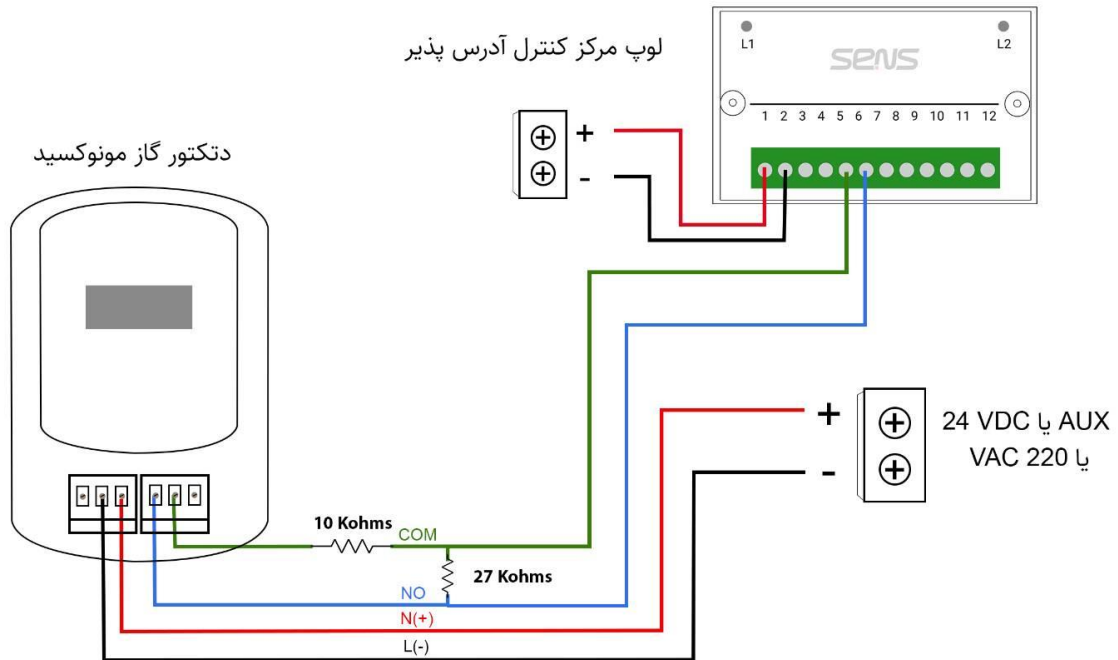 لوپ مرکز کنترل آدرس پذیر
L1
L2
SENS
1 2 3 4 5 6 7 8 9 10 11 12
+
-
دتکتور گاز مونوکسید
+
-
24 VDC یا AUX
یا 220 VAC
10 Kohms
COM
27 Kohms
NO
N(+)
L(-)